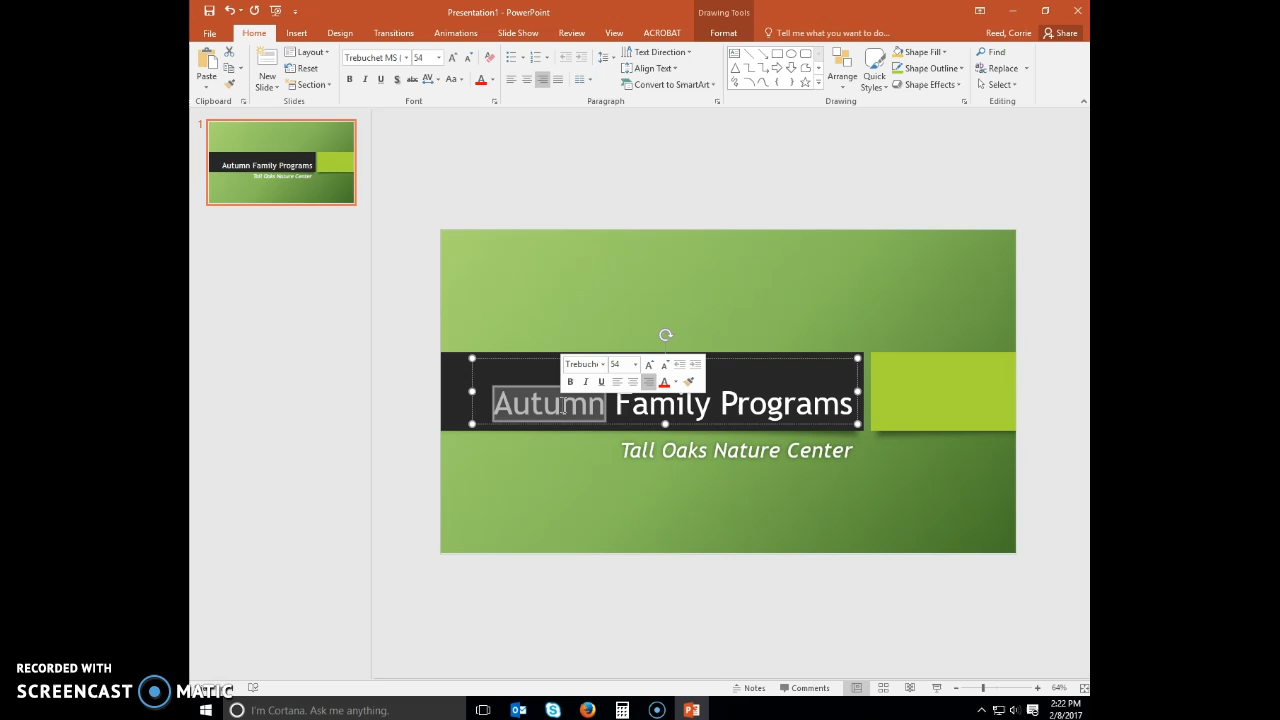 Presentation1 - PowerPoint
Drawing Tools
File
Home
Insert
Design
Transitions
Animations
Slide Show
Review
View
ACROBAT
Format
Tell me what you want to do...
Reed, Corrie
Share
Paste
New
Slide
Layout
Reset
Section
Trebuchet MS (
54
Text Direction
Align Text
Convert to SmartArt
Arrange
Quick
Styles
Shape Fill
Shape Outline
Shape Effects
Find
Replace
Select
Clipboard
Slides
Font
Paragraph
Drawing
Editing
1
Autumn Family Programs
Tall Oaks Nature Center
Trebuche
54
B I U
Autumn Family Programs
Tall Oaks Nature Center
RECORDED WITH
SCREENCAST MATIC
Notes
Comments
64%
I'm Cortana. Ask me anything.
2:22 PM
2/8/2017